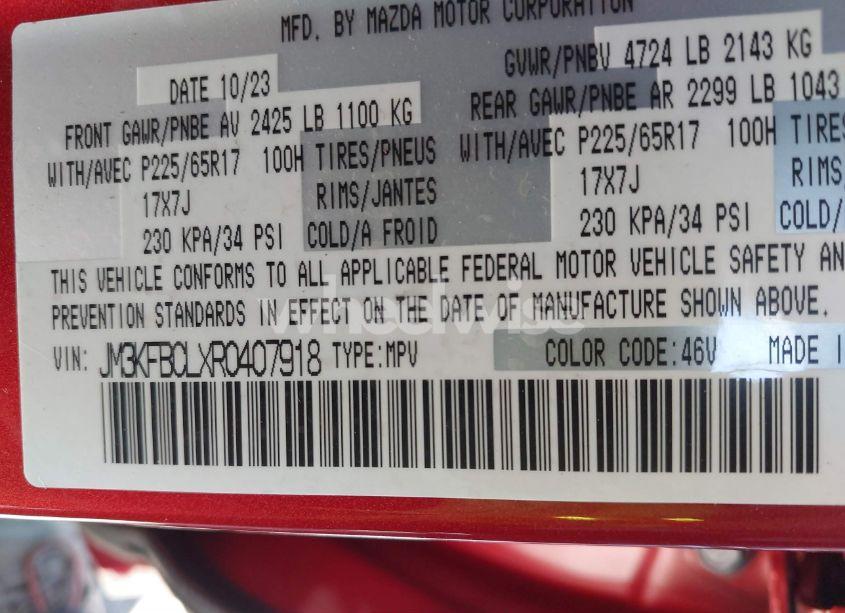 MFD. BY MAZDA MOTOR CORPORATION
DATE 10/23 GVWR/PNBV 4724 LB 2143 KG
FRONT GAWR/PNBE AV 2425 LB 1100 KG REAR GAWR/PNBE AR 2299 LB 1043
WITH/AVEC P225/65R17 100H TIRES/PNEUS WITH/AVEC P225/65R17 100H TIRES/
17X7J RIMS/JANTES 17X7J RIMS/
230 KPA/34 PSI COLD/A FROID 230 KPA/34 PSI COLD/
THIS VEHICLE CONFORMS TO ALL APPLICABLE FEDERAL MOTOR VEHICLE SAFETY AN
PREVENTION STANDARDS IN EFFECT ON THE DATE OF MANUFACTURE SHOWN ABOVE.
wheelwise
VIN: JM3KFBCLXR0407918 TYPE:MPV COLOR CODE:46V MADE I